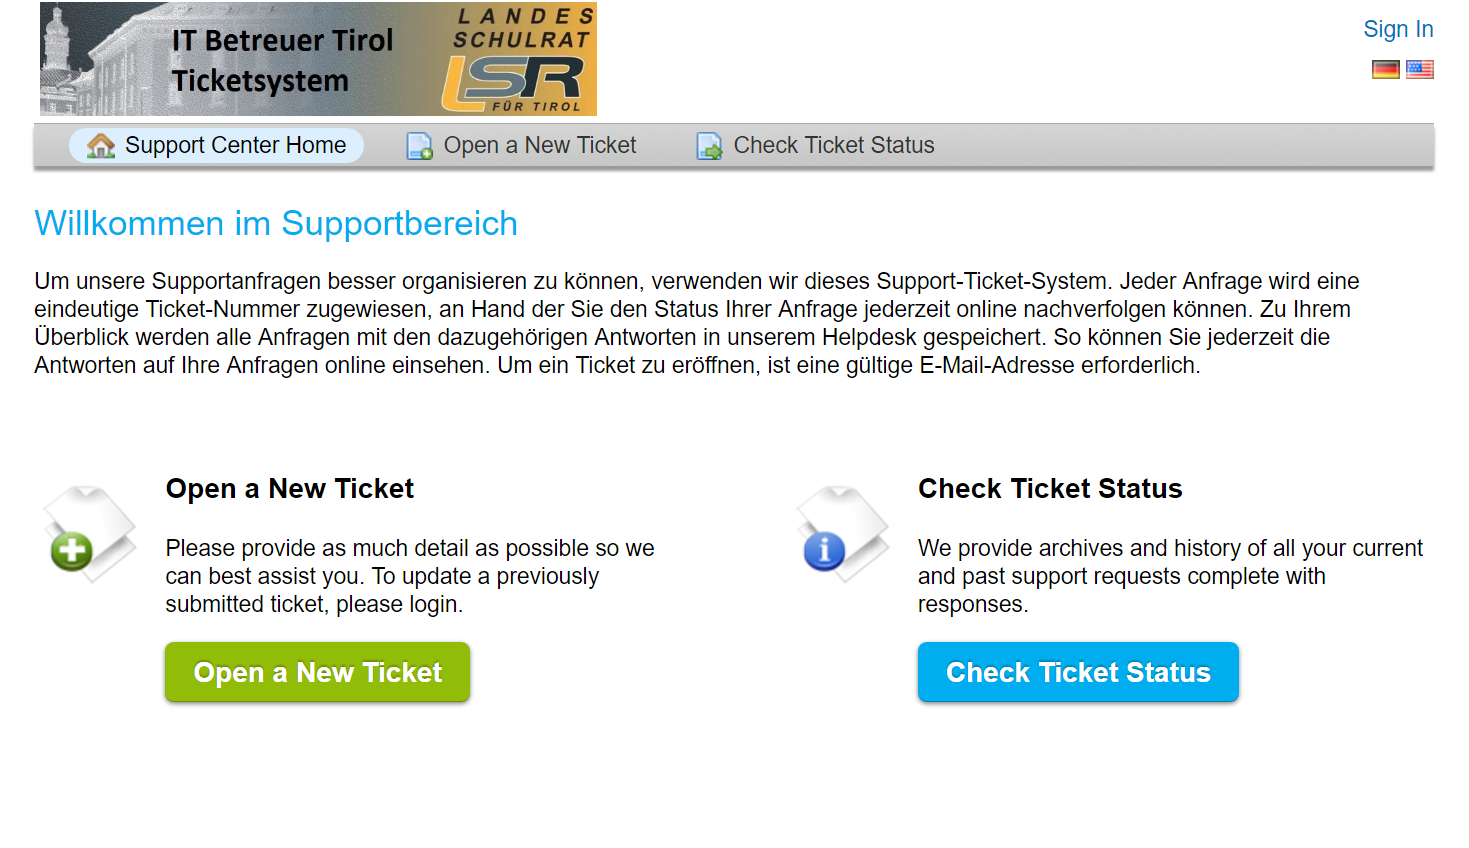 IT Betreuer Tirol
Ticketsystem
LANDES
SCHULRAT
LSR
FÜR TIROL
Sign In
Support Center Home
Open a New Ticket
Check Ticket Status
Willkommen im Supportbereich
Um unsere Supportanfragen besser organisieren zu können, verwenden wir dieses Support-Ticket-System. Jeder Anfrage wird eine
eindeutige Ticket-Nummer zugewiesen, an Hand der Sie den Status Ihrer Anfrage jederzeit online nachverfolgen können. Zu Ihrem
Überblick werden alle Anfragen mit den dazugehörigen Antworten in unserem Helpdesk gespeichert. So können Sie jederzeit die
Antworten auf Ihre Anfragen online einsehen. Um ein Ticket zu eröffnen, ist eine gültige E-Mail-Adresse erforderlich.
Open a New Ticket
Please provide as much detail as possible so we
can best assist you. To update a previously
submitted ticket, please login.
Open a New Ticket
Check Ticket Status
We provide archives and history of all your current
and past support requests complete with
responses.
Check Ticket Status